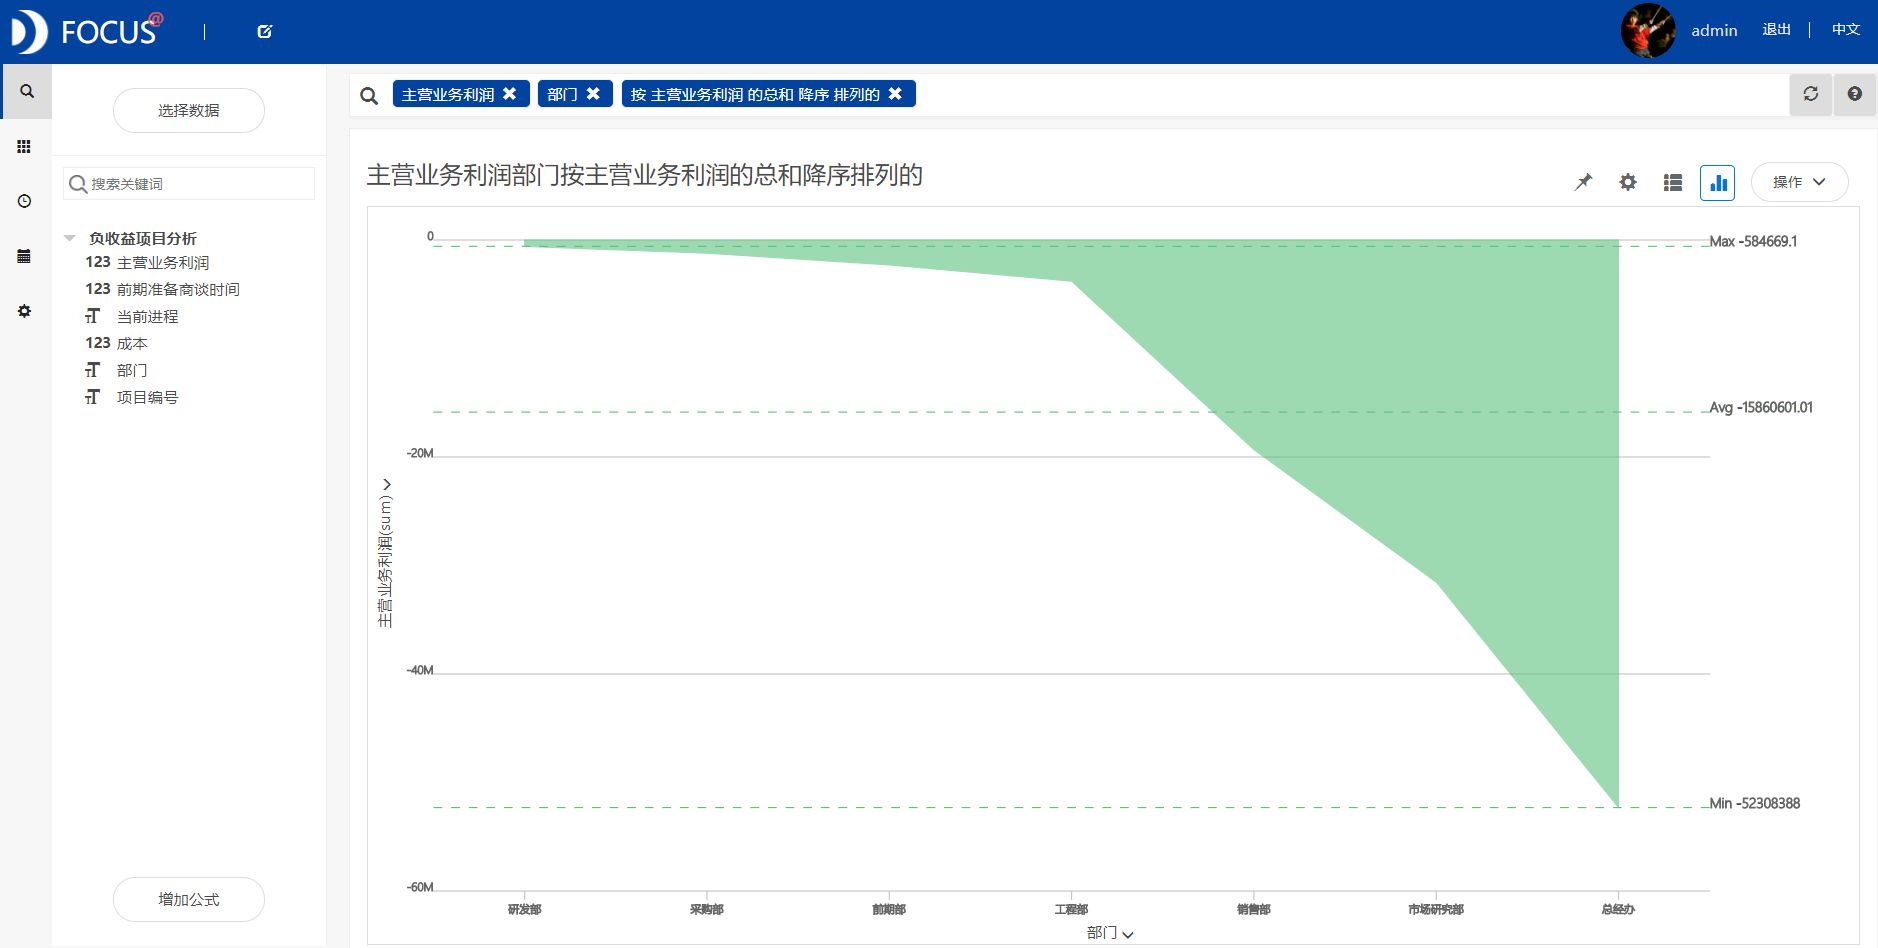 FOCUS@
admin 退出 | 中文
选择数据
主营业务利润 ✖ 部门 ✖ 按 主营业务利润 的总和 降序 排列的 ✖
搜索关键词
负收益项目分析
123 主营业务利润
123 前期准备商谈时间
TT 当前进程
123 成本
TT 部门
TT 项目编号
增加公式
主营业务利润部门按主营业务利润的总和降序排列的
操作
0
-20M
-40M
-60M
主营业务利润(sum)
Max -584669.1
Avg -15860601.01
Min -52308388
研发部 采购部 前期部 工程部 销售部 市场研究部 总经办
部门